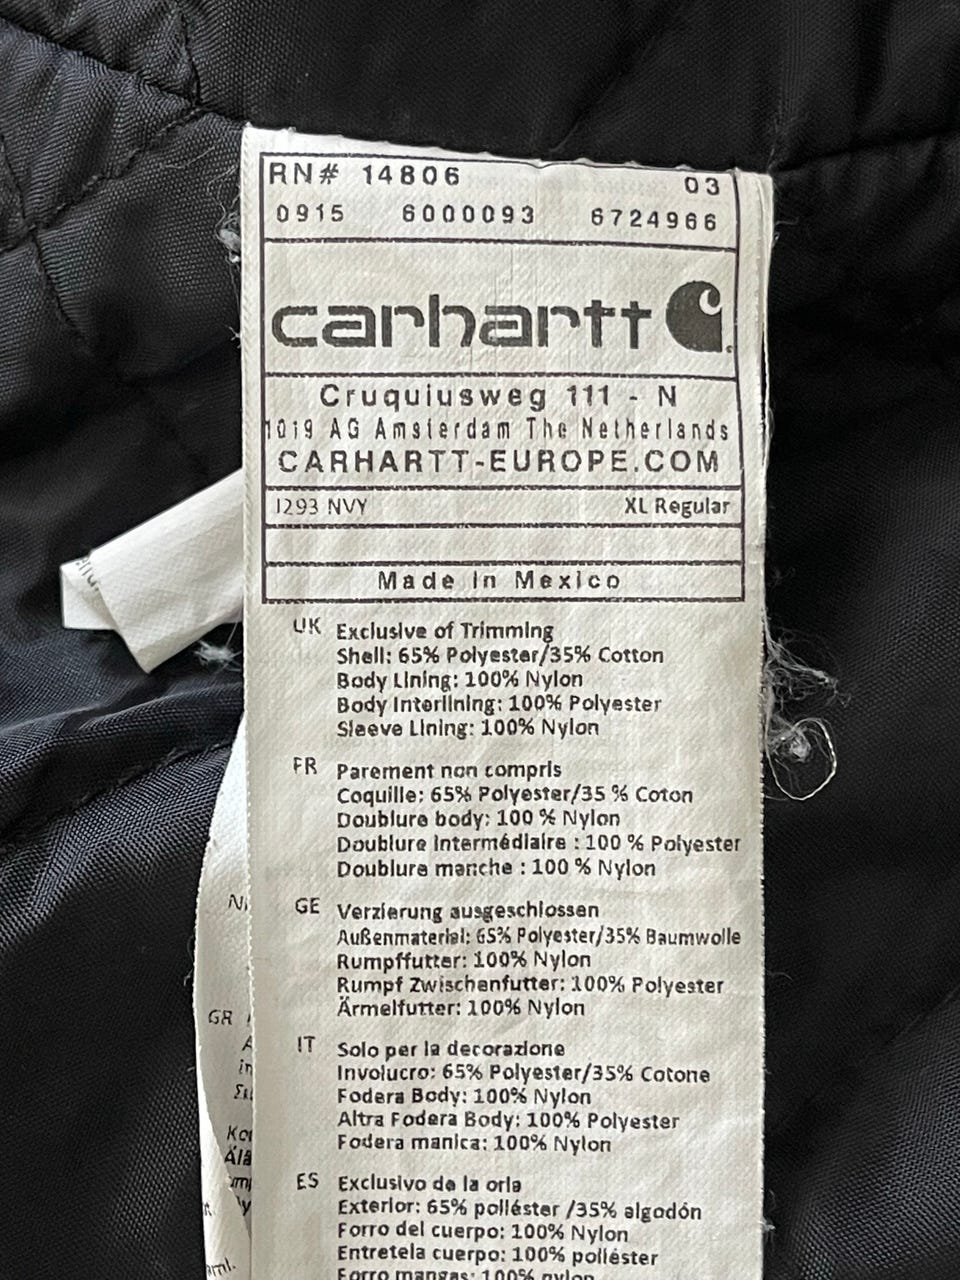 RN# 14806 03
0915 6000093 6724966
carhartt
Cruquiusweg 111 - N
1019 AG Amsterdam The Netherlands
CARHARTT-EUROPE.COM
I293 NVY XL Regular
Made in Mexico
UK Exclusive of Trimming
Shell: 65% Polyester/35% Cotton
Body Lining: 100% Nylon
Body Interlining: 100% Polyester
Sleeve Lining: 100% Nylon
FR Parement non compris
Coquille: 65% Polyester/35 % Coton
Doublure body: 100 % Nylon
Doublure Intermédiaire : 100 % Polyester
Doublure manche : 100 % Nylon
GE Verzierung ausgeschlossen
Außenmaterial: 65% Polyester/35% Baumwolle
Rumpffutter: 100% Nylon
Rumpf Zwischenfutter: 100% Polyester
Ärmelfutter: 100% Nylon
IT Solo per la decorazione
Involucro: 65% Polyester/35% Cotone
Fodera Body: 100% Nylon
Altra Fodera Body: 100% Polyester
Fodera manica: 100% Nylon
ES Exclusivo de la orla
Exterior: 65% poliéster /35% algodón
Forro del cuerpo: 100% Nylon
Entretela cuerpo: 100% poliéster
Forro mangas: 100% nylon
GR